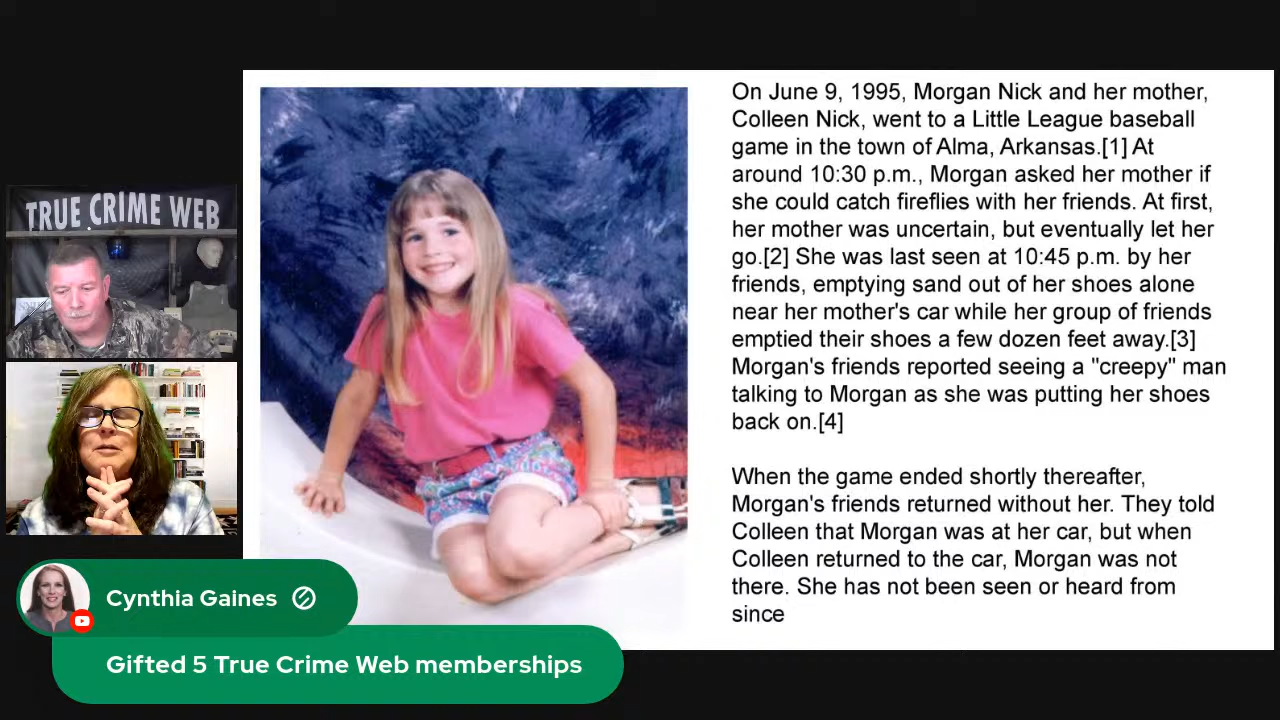 On June 9, 1995, Morgan Nick and her mother,
Colleen Nick, went to a Little League baseball
game in the town of Alma, Arkansas.[1] At
around 10:30 p.m., Morgan asked her mother if
she could catch fireflies with her friends. At first,
her mother was uncertain, but eventually let her
go.[2] She was last seen at 10:45 p.m. by her
friends, emptying sand out of her shoes alone
near her mother's car while her group of friends
emptied their shoes a few dozen feet away.[3]
Morgan's friends reported seeing a "creepy" man
talking to Morgan as she was putting her shoes
back on.[4]
When the game ended shortly thereafter,
Morgan's friends returned without her. They told
Colleen that Morgan was at her car, but when
Colleen returned to the car, Morgan was not
there. She has not been seen or heard from
since
TRUE CRIME WEB
Cynthia Gaines
Gifted 5 True Crime Web memberships